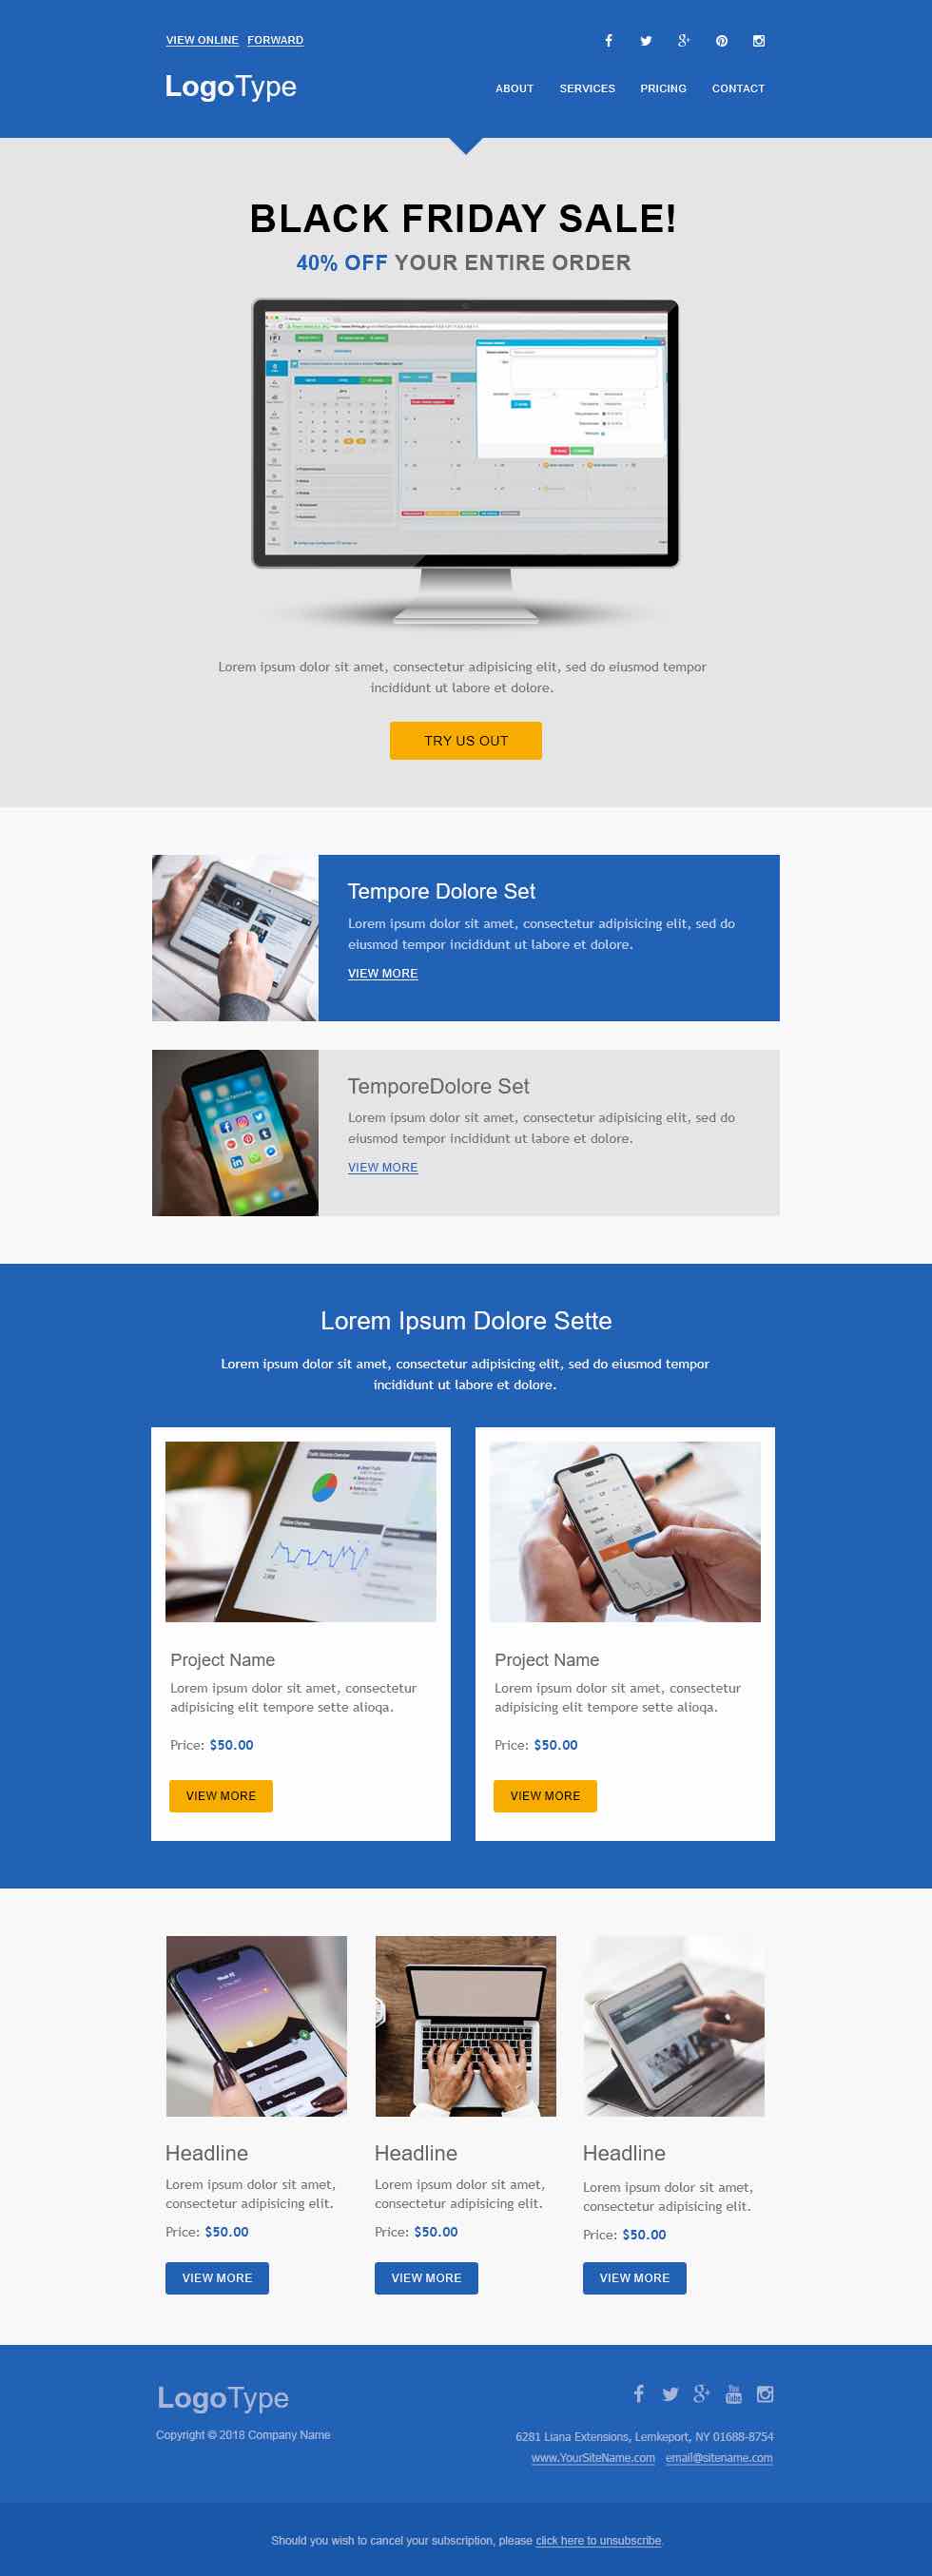 VIEW ONLINE FORWARD
LogoType
ABOUT SERVICES PRICING CONTACT
BLACK FRIDAY SALE!
40% OFF YOUR ENTIRE ORDER
Lorem ipsum dolor sit amet, consectetur adipisicing elit, sed do eiusmod tempor
incididunt ut labore et dolore.
TRY US OUT
Tempore Dolore Set
Lorem ipsum dolor sit amet, consectetur adipisicing elit, sed do
eiusmod tempor incididunt ut labore et dolore.
VIEW MORE
TemporeDolore Set
Lorem ipsum dolor sit amet, consectetur adipisicing elit, sed do
eiusmod tempor incididunt ut labore et dolore.
VIEW MORE
Lorem Ipsum Dolore Sette
Lorem ipsum dolor sit amet, consectetur adipisicing elit, sed do eiusmod tempor
incididunt ut labore et dolore.
Project Name
Lorem ipsum dolor sit amet, consectetur
adipisicing elit tempore sette alioqa.
Price: $50.00
VIEW MORE
Project Name
Lorem ipsum dolor sit amet, consectetur
adipisicing elit tempore sette alioqa.
Price: $50.00
VIEW MORE
Headline
Lorem ipsum dolor sit amet,
consectetur adipisicing elit.
Price: $50.00
VIEW MORE
Headline
Lorem ipsum dolor sit amet,
consectetur adipisicing elit.
Price: $50.00
VIEW MORE
Headline
Lorem ipsum dolor sit amet,
consectetur adipisicing elit.
Price: $50.00
VIEW MORE
LogoType
Copyright © 2018 Company Name
You
Tube
6281 Liana Extensions, Lemkeport, NY 01688-8754
www.YourSiteName.com email@sitename.com
Should you wish to cancel your subscription, please click here to unsubscribe